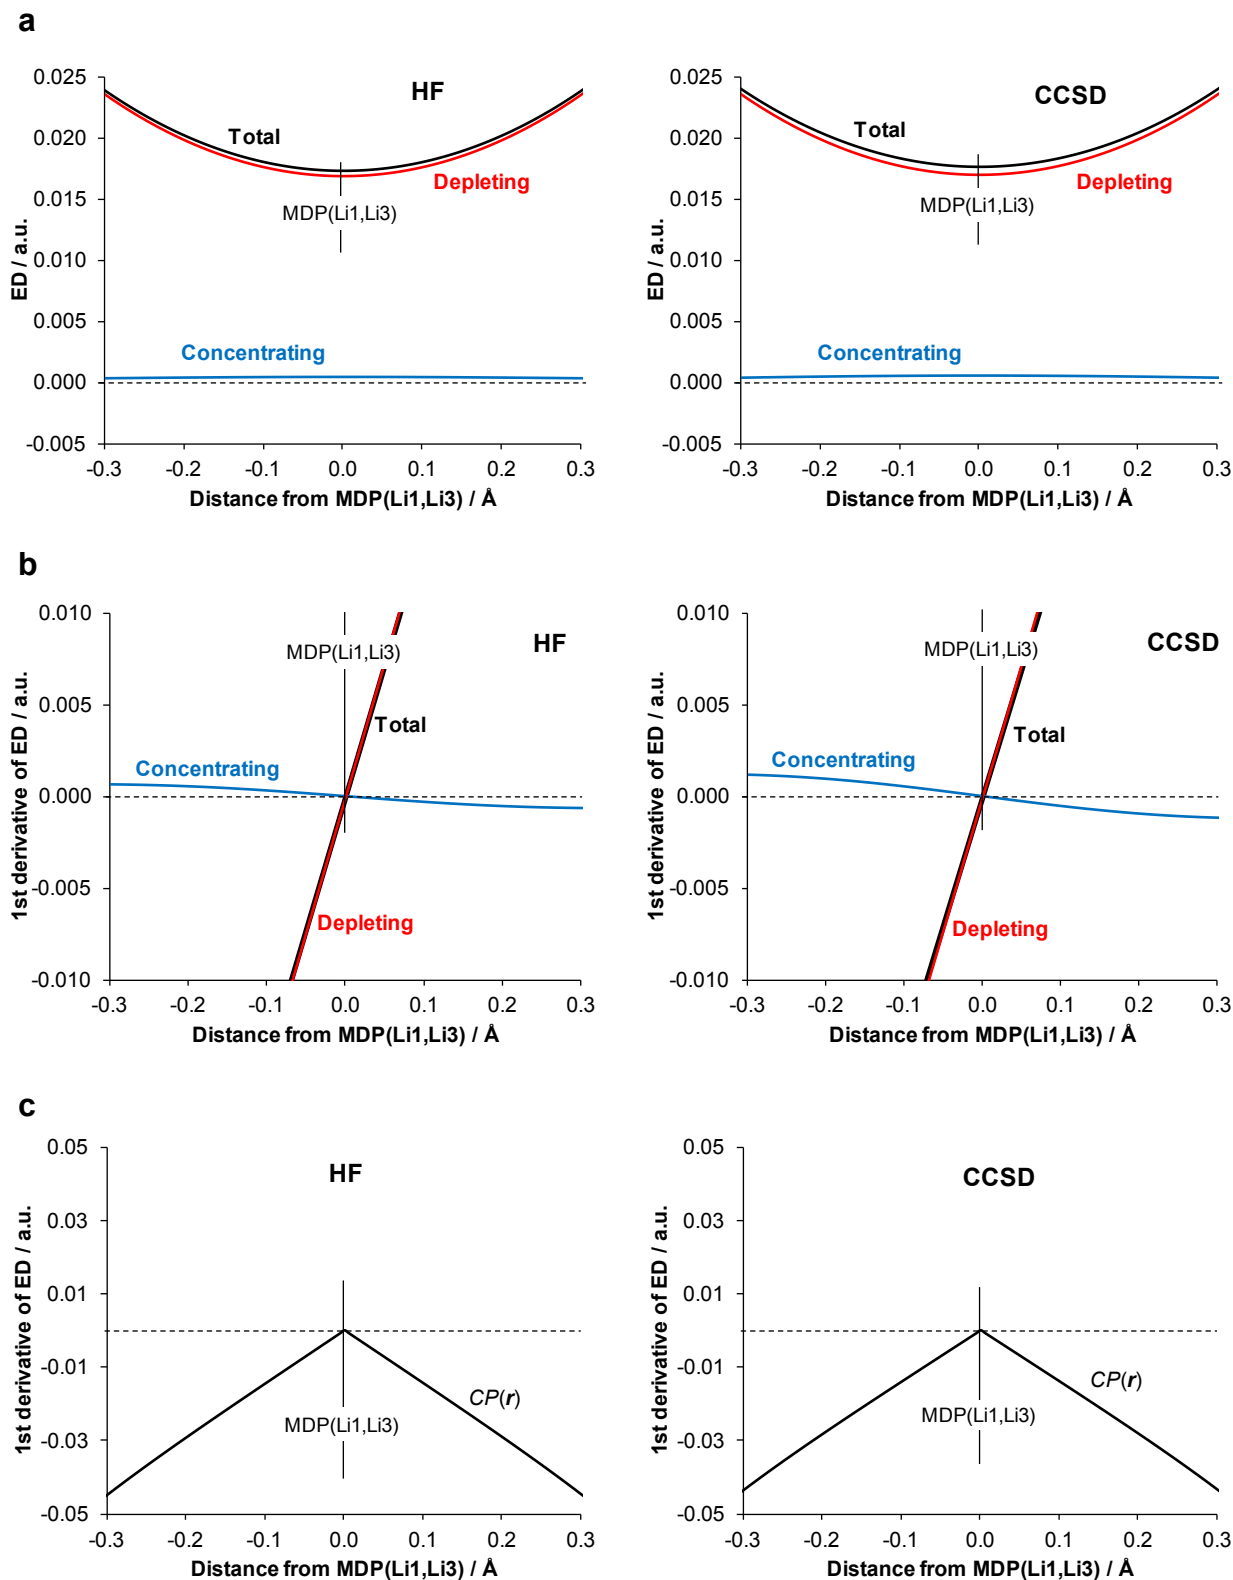 a
HF
CCSD
0.025
0.020
0.015
0.010
0.005
0.000
-0.005
ED / a.u.
Total
Depleting
MDP(Li1,Li3)
Concentrating
-0.3 -0.2 -0.1 0.0 0.1 0.2 0.3
Distance from MDP(Li1,Li3) / Å
0.025
0.020
0.015
0.010
0.005
0.000
-0.005
ED / a.u.
Total
Depleting
MDP(Li1,Li3)
Concentrating
-0.3 -0.2 -0.1 0.0 0.1 0.2 0.3
Distance from MDP(Li1,Li3) / Å
b
0.010
0.005
0.000
-0.005
-0.010
1st derivative of ED / a.u.
MDP(Li1,Li3)
HF
Total
Concentrating
Depleting
-0.3 -0.2 -0.1 0.0 0.1 0.2 0.3
Distance from MDP(Li1,Li3) / Å
0.010
0.005
0.000
-0.005
-0.010
1st derivative of ED / a.u.
MDP(Li1,Li3)
CCSD
Total
Concentrating
Depleting
-0.3 -0.2 -0.1 0.0 0.1 0.2 0.3
Distance from MDP(Li1,Li3) / Å
c
0.05
0.03
0.01
-0.01
-0.03
-0.05
1st derivative of ED / a.u.
HF
CP(r)
MDP(Li1,Li3)
-0.3 -0.2 -0.1 0.0 0.1 0.2 0.3
Distance from MDP(Li1,Li3) / Å
0.05
0.03
0.01
-0.01
-0.03
-0.05
1st derivative of ED / a.u.
CCSD
CP(r)
MDP(Li1,Li3)
-0.3 -0.2 -0.1 0.0 0.1 0.2 0.3
Distance from MDP(Li1,Li3) / Å